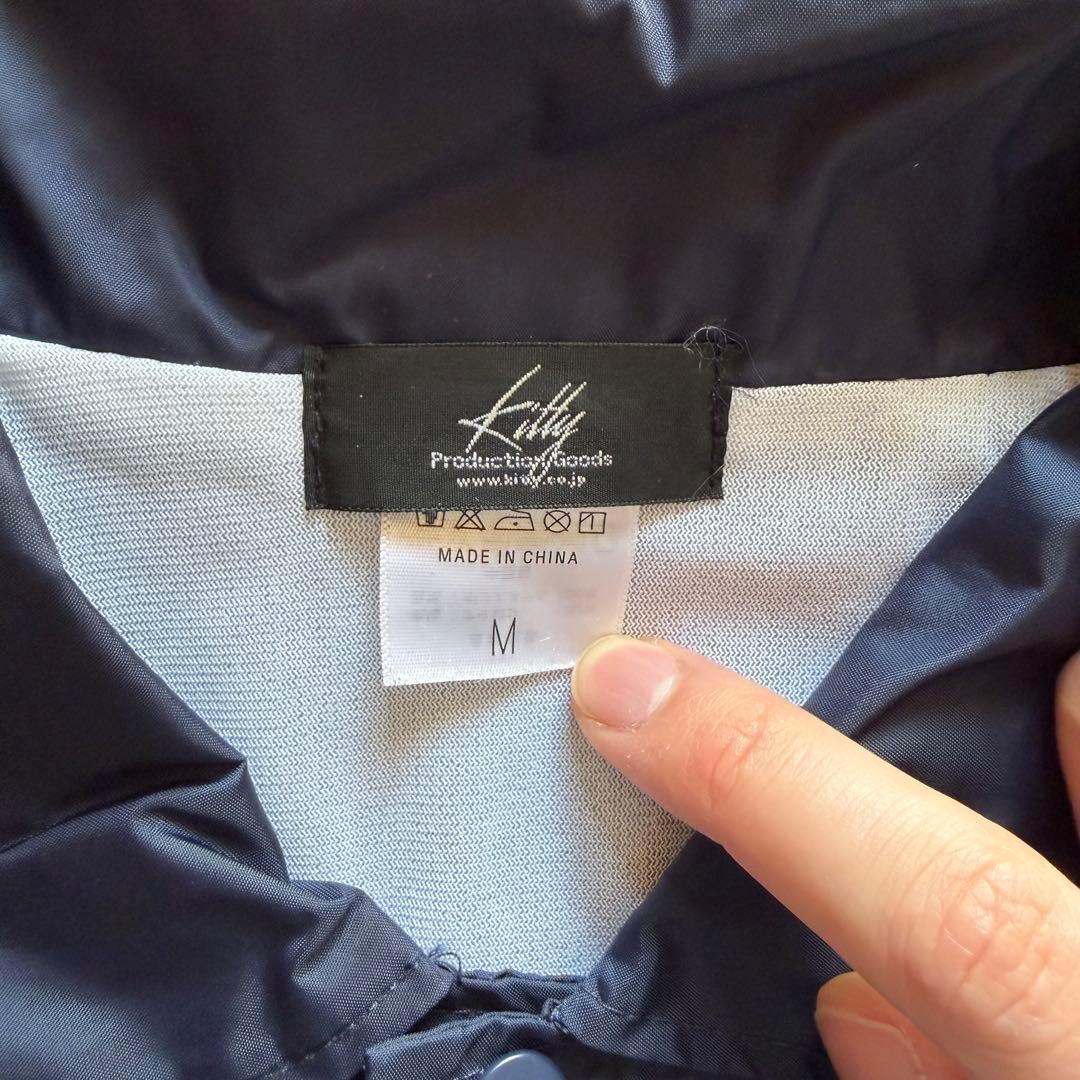 Kitty
Production Goods
www.kitty.co.jp
MADE IN CHINA
M